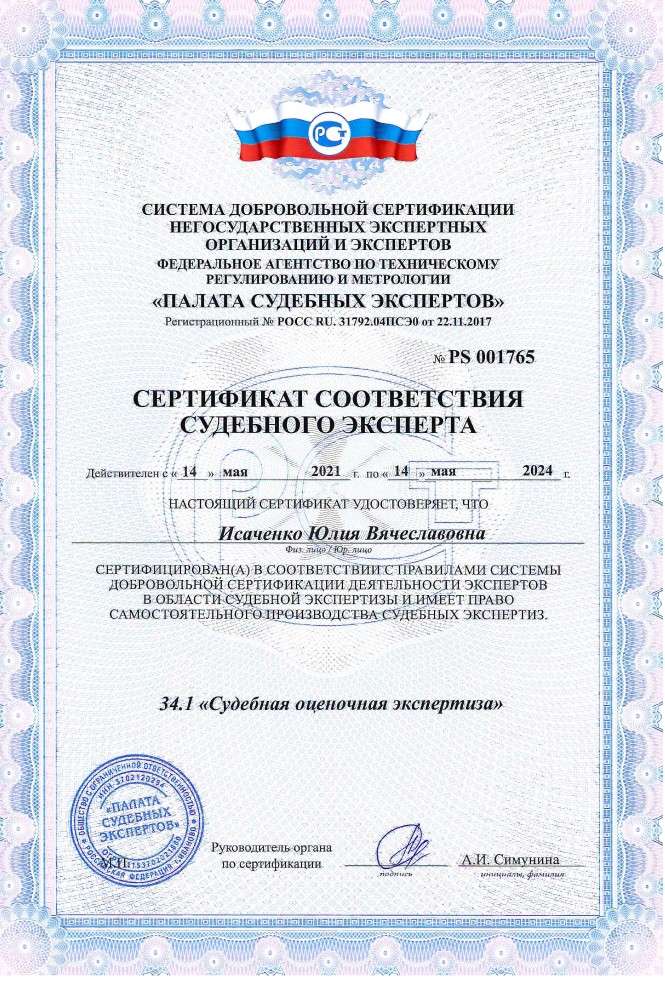 РСТ
СИСТЕМА ДОБРОВОЛЬНОЙ СЕРТИФИКАЦИИ
НЕГОСУДАРСТВЕННЫХ ЭКСПЕРТНЫХ
ОРГАНИЗАЦИЙ И ЭКСПЕРТОВ
ФЕДЕРАЛЬНОЕ АГЕНТСТВО ПО ТЕХНИЧЕСКОМУ
РЕГУЛИРОВАНИЮ И МЕТРОЛОГИИ
«ПАЛАТА СУДЕБНЫХ ЭКСПЕРТОВ»
Регистрационный № РОСС RU. 31792.04ПСЭ0 от 22.11.2017
№ PS 001765
СЕРТИФИКАТ СООТВЕТСТВИЯ
СУДЕБНОГО ЭКСПЕРТА
Действителен с « 14 » мая 2021 г. по « 14 » мая 2024 г.
НАСТОЯЩИЙ СЕРТИФИКАТ УДОСТОВЕРЯЕТ, ЧТО
Исаченко Юлия Вячеславовна
Физ. лицо / Юр. лицо
СЕРТИФИЦИРОВАН(А) В СООТВЕТСТВИИ С ПРАВИЛАМИ СИСТЕМЫ
ДОБРОВОЛЬНОЙ СЕРТИФИКАЦИИ ДЕЯТЕЛЬНОСТИ ЭКСПЕРТОВ
В ОБЛАСТИ СУДЕБНОЙ ЭКСПЕРТИЗЫ И ИМЕЕТ ПРАВО
САМОСТОЯТЕЛЬНОГО ПРОИЗВОДСТВА СУДЕБНЫХ ЭКСПЕРТИЗ.
34.1 «Судебная оценочная экспертиза»
ОБЩЕСТВО С ОГРАНИЧЕННОЙ ОТВЕТСТВЕННОСТЬЮ
ИНН 3702120294
«ПАЛАТА
СУДЕБНЫХ
ЭКСПЕРТОВ»
РОССИЙСКАЯ ФЕДЕРАЦИЯ г.ИВАНОВО
М.П.
Руководитель органа
по сертификации
подпись
А.И. Симунина
инициалы, фамилия